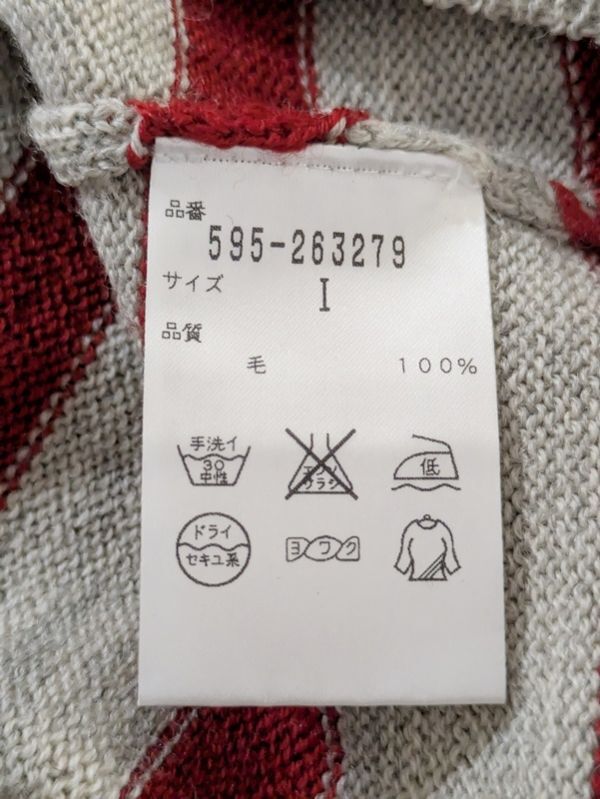 品番
595-263279
サイズ
I
品質
毛 100%
手洗イ
30
中性
エンソ
サラシ
低
ドライ
セキユ系
ヨワク